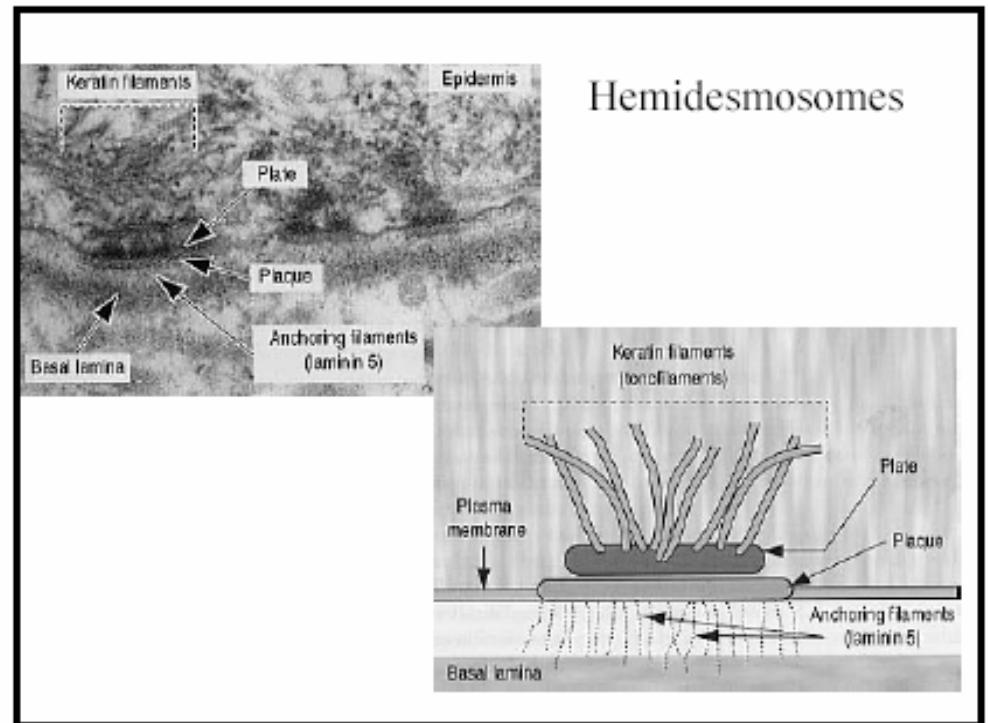 Hemidesmosomes
Keratin filaments
Epidermis
Plate
Plaque
Anchoring filaments
(laminin 5)
Basal lamina
Keratin filaments
(tonofilaments)
Plate
Plasma
membrane
Plaque
Anchoring filaments
(laminin 5)
Basal lamina